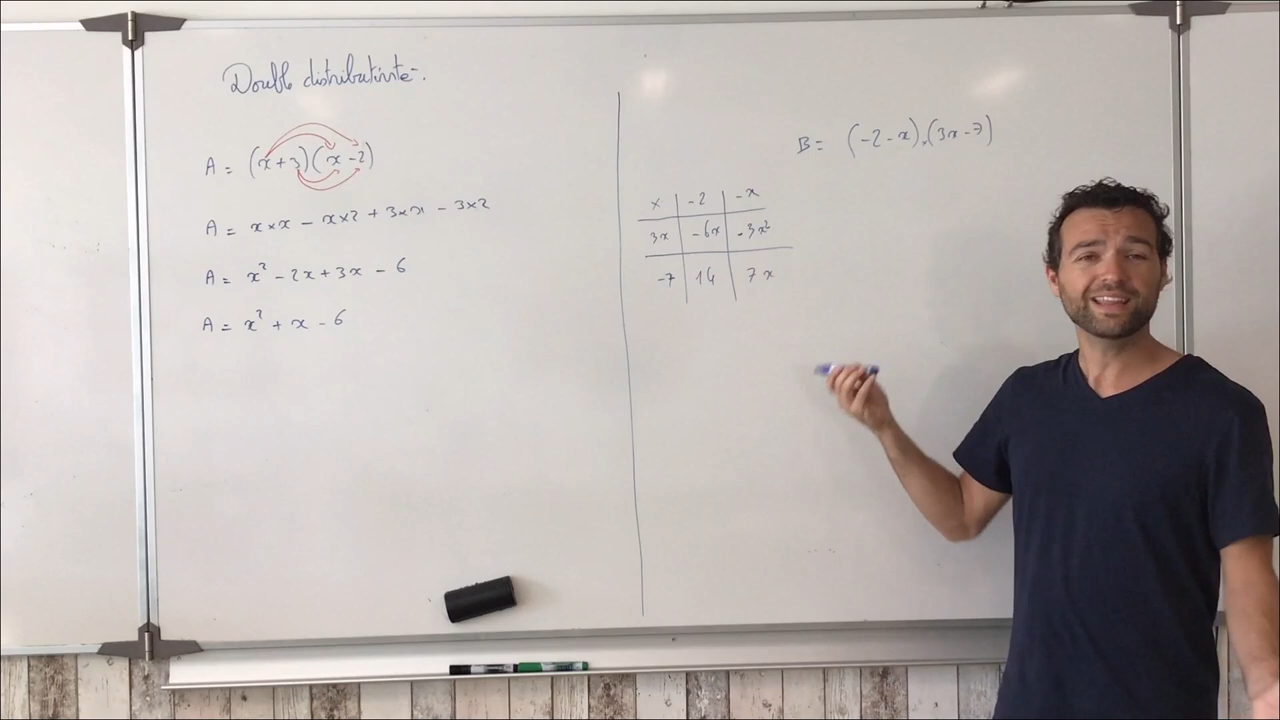 Double distributivité.
A = (x + 3)(x - 2)
A = x × x - x × 2 + 3 × x - 3 × 2
A = x² - 2x + 3x - 6
A = x² + x - 6
B = (-2 - x) × (3x - 7)
× | -2 | -x
3x | -6x | -3x²
-7 | 14 | 7x